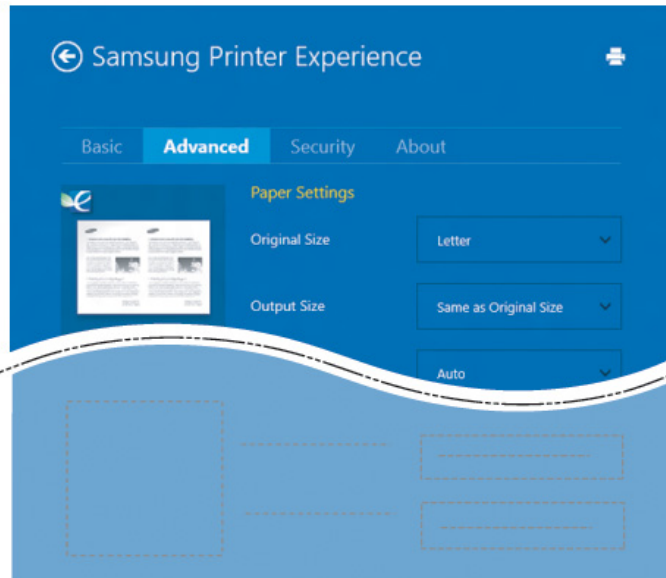 Samsung Printer Experience
Basic Advanced Security About
Paper Settings
Original Size Letter
Output Size Same as Original Size
Auto